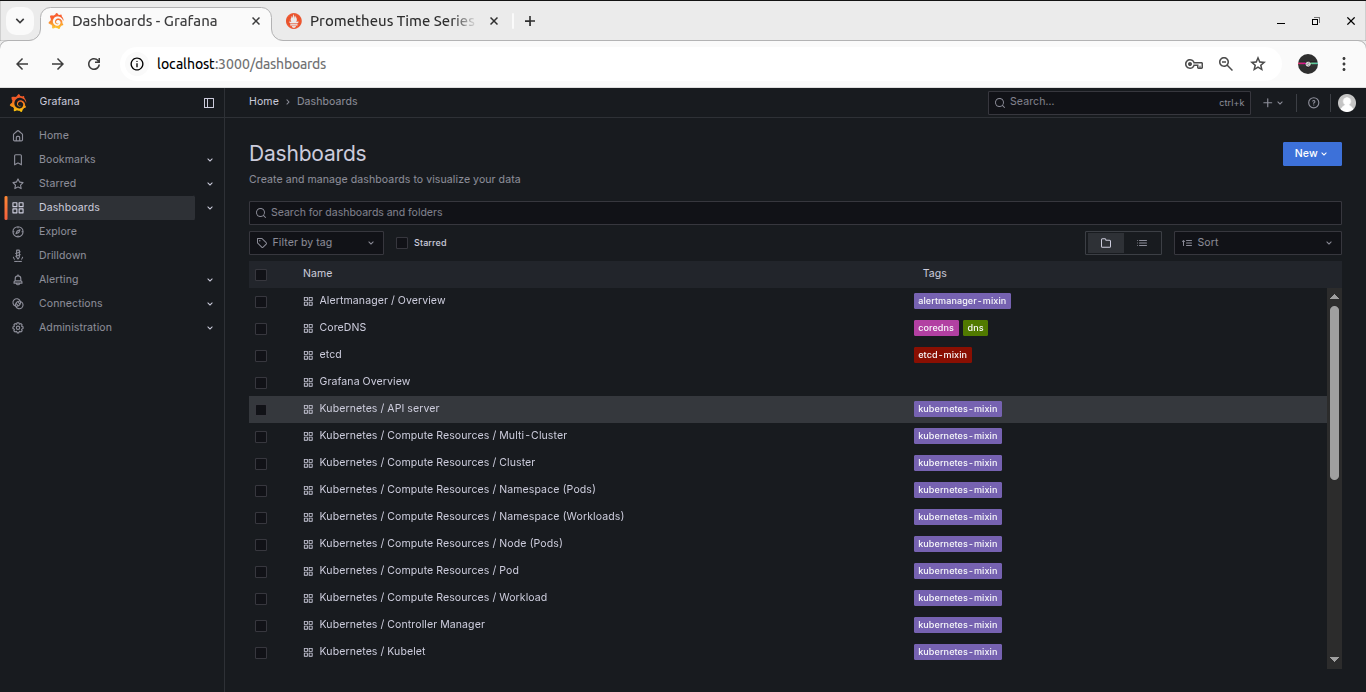 Dashboards - Grafana
Prometheus Time Series
localhost:3000/dashboards
Grafana
Home › Dashboards
Search...
ctrl+k
Home
Bookmarks
Starred
Dashboards
Explore
Drilldown
Alerting
Connections
Administration
Dashboards
New
Create and manage dashboards to visualize your data
Search for dashboards and folders
Filter by tag
Starred
Sort
Name Tags
Alertmanager / Overview alertmanager-mixin
CoreDNS coredns dns
etcd etcd-mixin
Grafana Overview
Kubernetes / API server kubernetes-mixin
Kubernetes / Compute Resources / Multi-Cluster kubernetes-mixin
Kubernetes / Compute Resources / Cluster kubernetes-mixin
Kubernetes / Compute Resources / Namespace (Pods) kubernetes-mixin
Kubernetes / Compute Resources / Namespace (Workloads) kubernetes-mixin
Kubernetes / Compute Resources / Node (Pods) kubernetes-mixin
Kubernetes / Compute Resources / Pod kubernetes-mixin
Kubernetes / Compute Resources / Workload kubernetes-mixin
Kubernetes / Controller Manager kubernetes-mixin
Kubernetes / Kubelet kubernetes-mixin